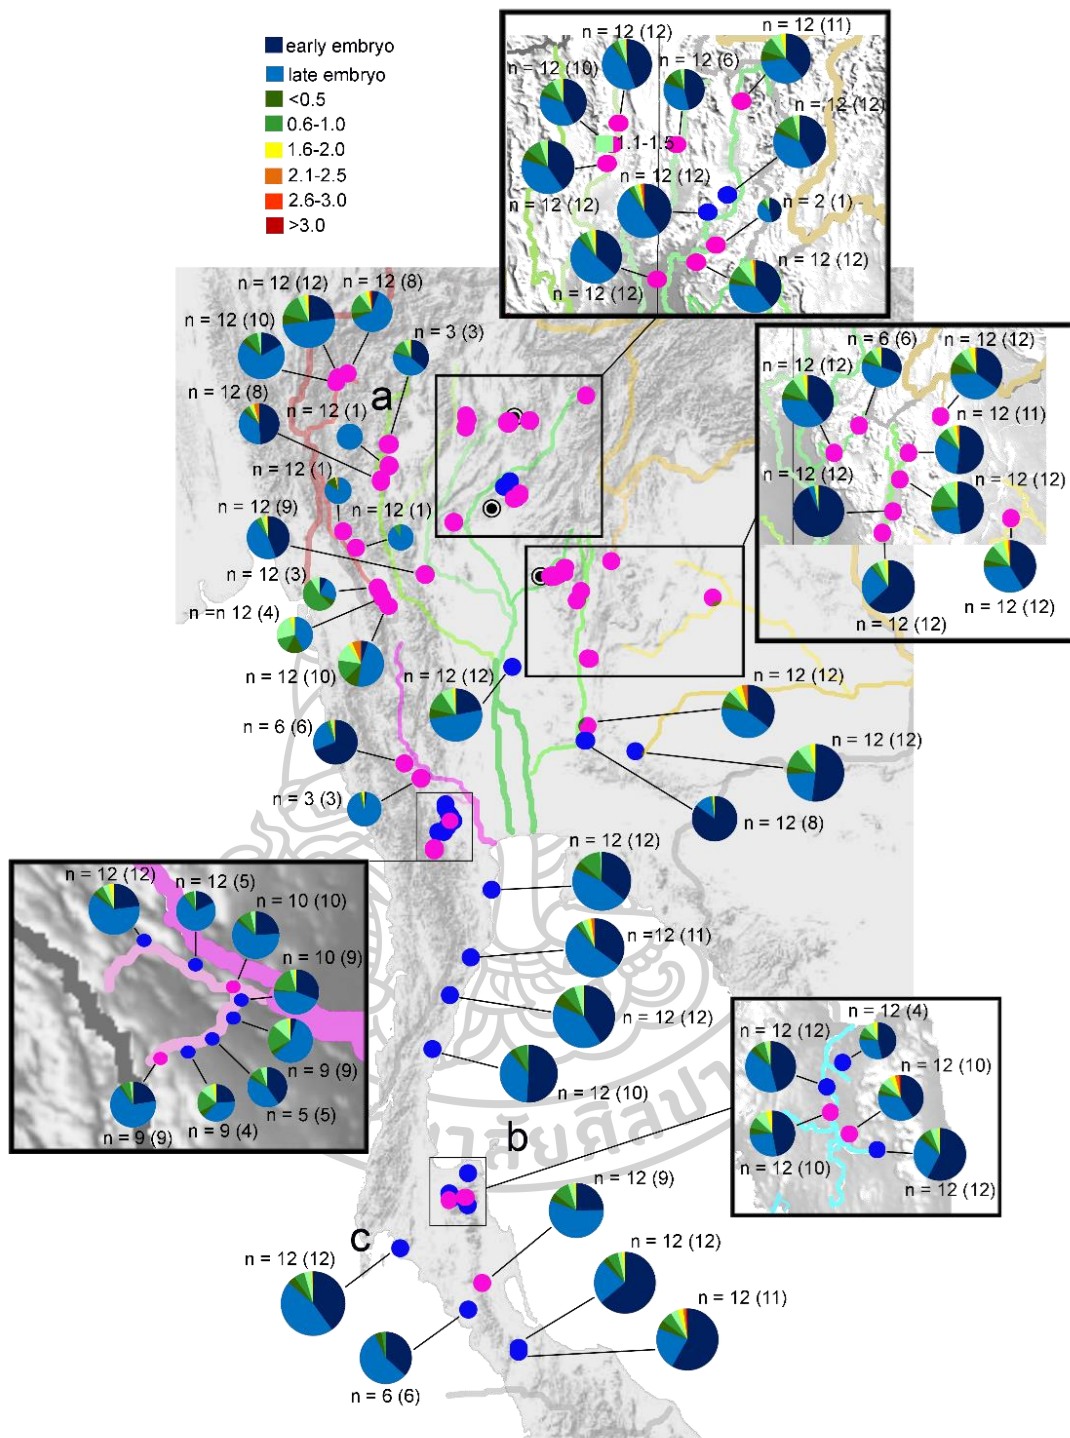 early embryo
late embryo
<0.5
0.6-1.0
1.6-2.0
2.1-2.5
2.6-3.0
>3.0
n = 12 (12)
n = 12 (11)
n = 12 (10)
n = 12 (6)
n = 12 (12)
1.1-1.5
n = 12 (12)
n = 2 (1)
n = 12 (12)
n = 12 (12)
n = 12 (12)
n = 12 (12)
n = 12 (8)
n = 12 (10)
n = 3 (3)
n = 12 (8)
a
n = 12 (1)
n = 12 (1)
n = 12 (9)
n = 12 (1)
n = 12 (3)
n =n 12 (4)
n = 12 (10)
n = 6 (6)
n = 12 (12)
n = 12 (12)
n = 12 (11)
n = 12 (12)
n = 12 (12)
n = 12 (12)
n = 12 (12)
n = 12 (12)
n = 12 (12)
n = 6 (6)
n = 12 (12)
n = 3 (3)
n = 12 (8)
n = 12 (12)
n = 12 (12)
n = 12 (5)
n = 10 (10)
n = 10 (9)
n = 9 (9)
n = 5 (5)
n = 9 (9)
n = 9 (4)
n =12 (11)
n = 12 (12)
n = 12 (10)
n = 12 (4)
n = 12 (12)
n = 12 (10)
n = 12 (10)
n = 12 (12)
b
n = 12 (9)
c
n = 12 (12)
n = 12 (12)
n = 12 (11)
n = 6 (6)